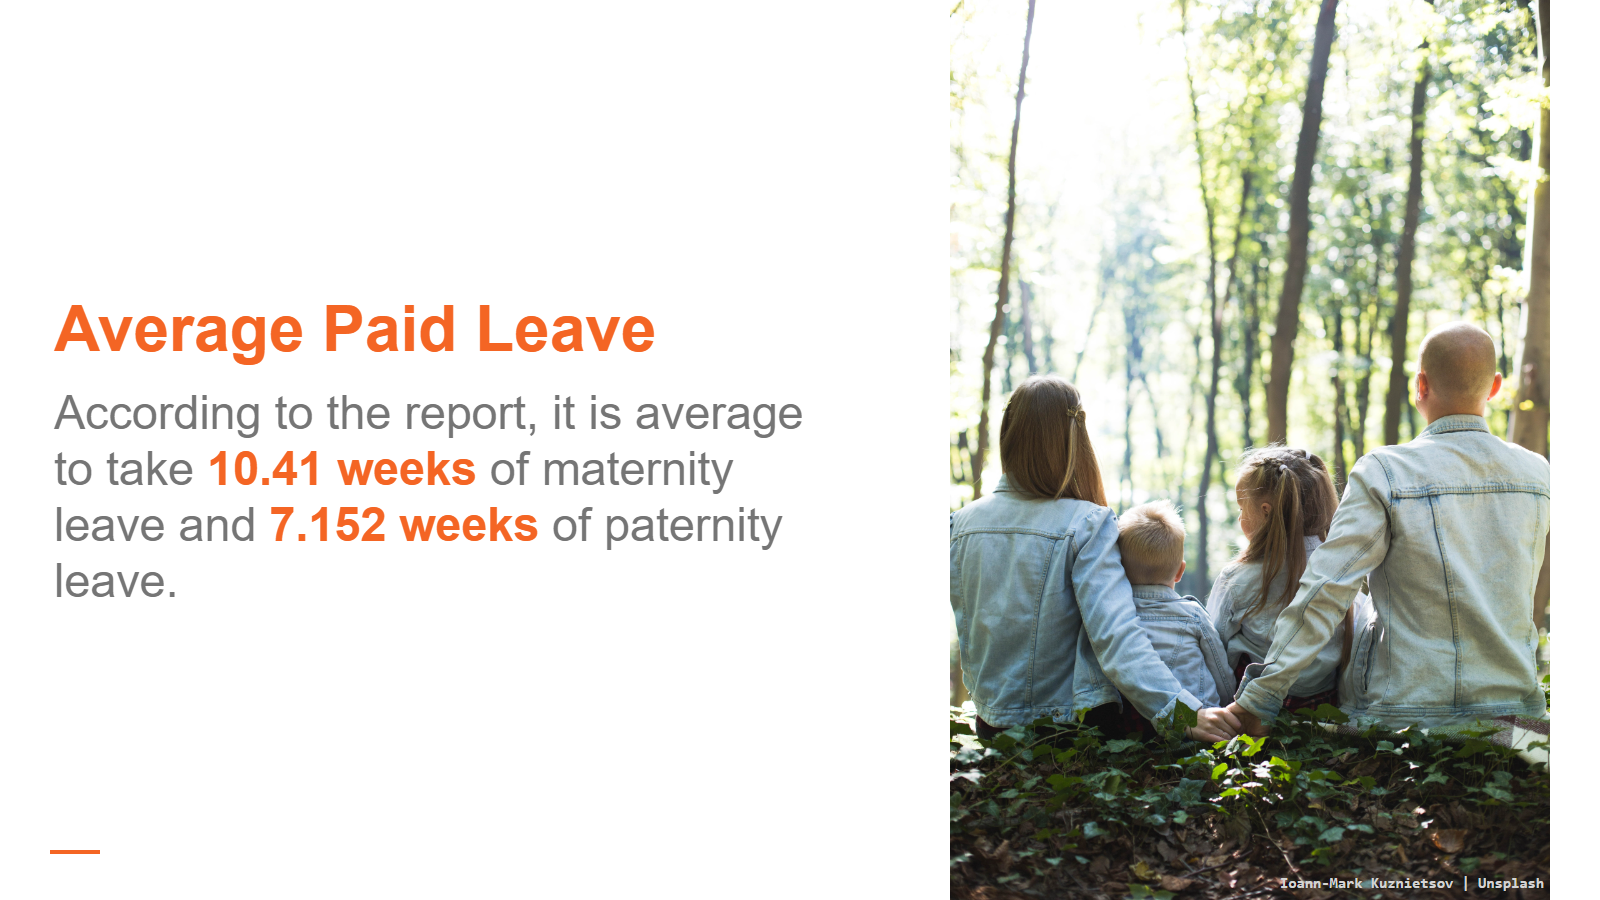 Average Paid Leave
According to the report, it is average
to take 10.41 weeks of maternity
leave and 7.152 weeks of paternity
leave.
Ioann-Mark Kuznietsov | Unsplash